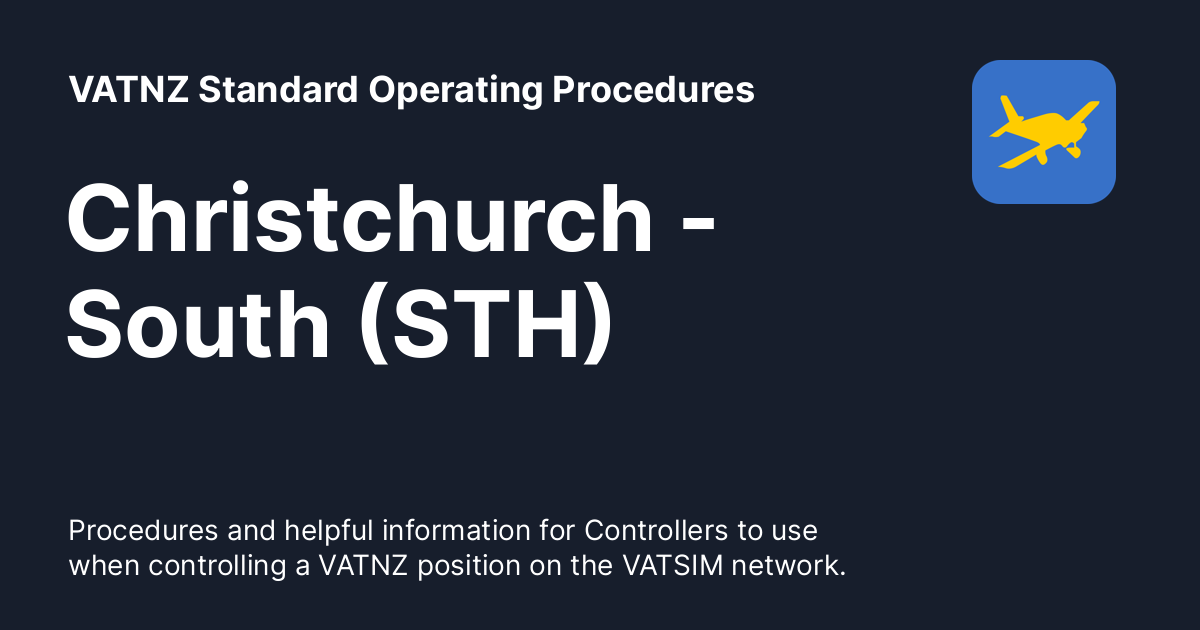 VATNZ Standard Operating Procedures
Christchurch -
South (STH)
Procedures and helpful information for Controllers to use
when controlling a VATNZ position on the VATSIM network.